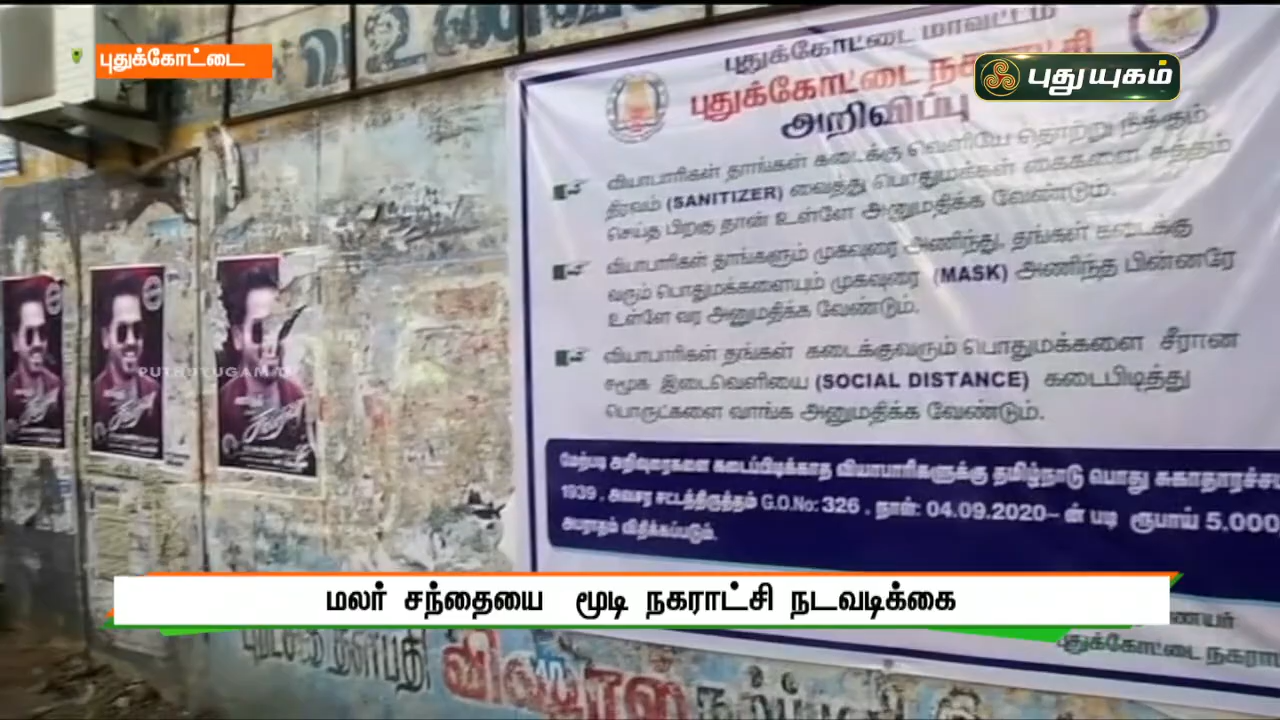 புதுக்கோட்டை
புதுயுகம்
புதுக்கோட்டை மாவட்டம்
புதுக்கோட்டை
அறிவிப்பு
வியாபாரிகள் தாங்கள் கடைக்கு வெளியே தொற்று நீக்கும்
திரவம் (SANITIZER) வைத்து பொதுமக்கள் கைகளை சுத்தம்
செய்த பிறகு தான் உள்ளே அனுமதிக்க வேண்டும்.
வியாபாரிகள் தாங்களும் முகவுரை அணிந்து, தங்கள் கடைக்கு
வரும் பொதுமக்களையும் முகவுரை (MASK) அணிந்த பின்னரே
உள்ளே வர அனுமதிக்க வேண்டும்.
வியாபாரிகள் தங்கள் கடைக்குவரும் பொதுமக்களை சீரான
சமூக இடைவெளியை (SOCIAL DISTANCE) கடைபிடித்து
பொருட்களை வாங்க அனுமதிக்க வேண்டும்.
மேற்படி அறிவுரைகளை கடைப்பிடிக்காத வியாபாரிகளுக்கு தமிழ்நாடு பொது
1939, அவசர சட்டத்திருத்தம் G.O.No: 326 , நாள்: 04.09.2020– ன் படி ரூபாய் 5.000
அபராதம் விதிக்கப்படும்.
PUTHUYUGAM
மலர் சந்தையை மூடி நகராட்சி நடவடிக்கை
புதுக்கோட்டை